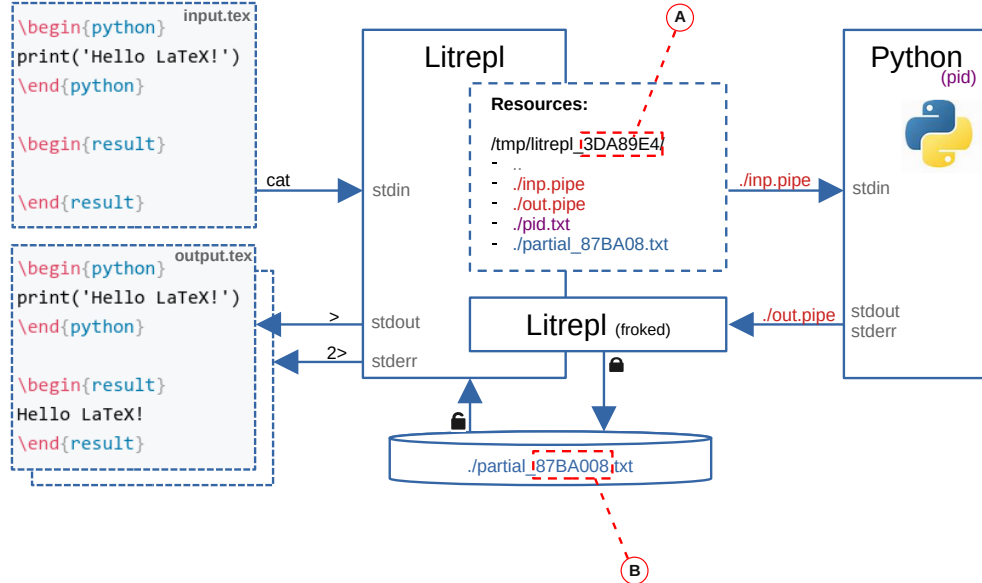 input.tex
\begin{python}
print('Hello LaTeX!')
\end{python}
\begin{result}
\end{result}
cat
output.tex
\begin{python}
print('Hello LaTeX!')
\end{python}
\begin{result}
Hello LaTeX!
\end{result}
>
2>
Litrepl
stdin
stdout
stderr
A
Resources:
/tmp/litrepl_3DA89E4/
- ..
- ./inp.pipe
- ./out.pipe
- ./pid.txt
- ./partial_87BA08.txt
Litrepl (froked)
./partial_87BA008.txt
B
./inp.pipe
./out.pipe
Python
(pid)
stdin
stdout
stderr